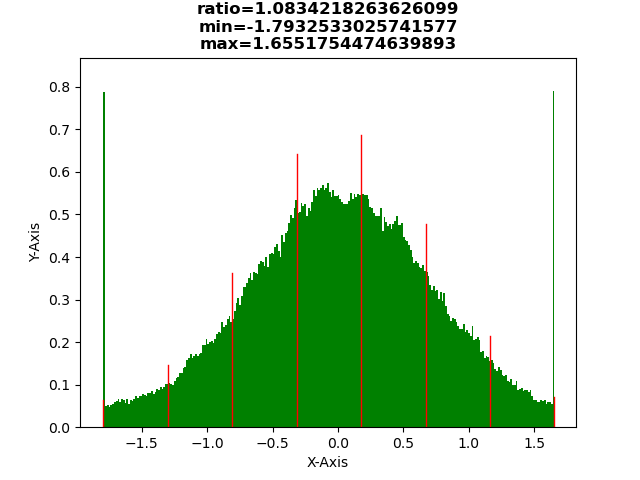 ratio=1.0834218263626099
min=-1.7932533025741577
max=1.6551754474639893
0.8
0.7
0.6
0.5
0.4
0.3
0.2
0.1
0.0
Y-Axis
−1.5 −1.0 −0.5 0.0 0.5 1.0 1.5
X-Axis